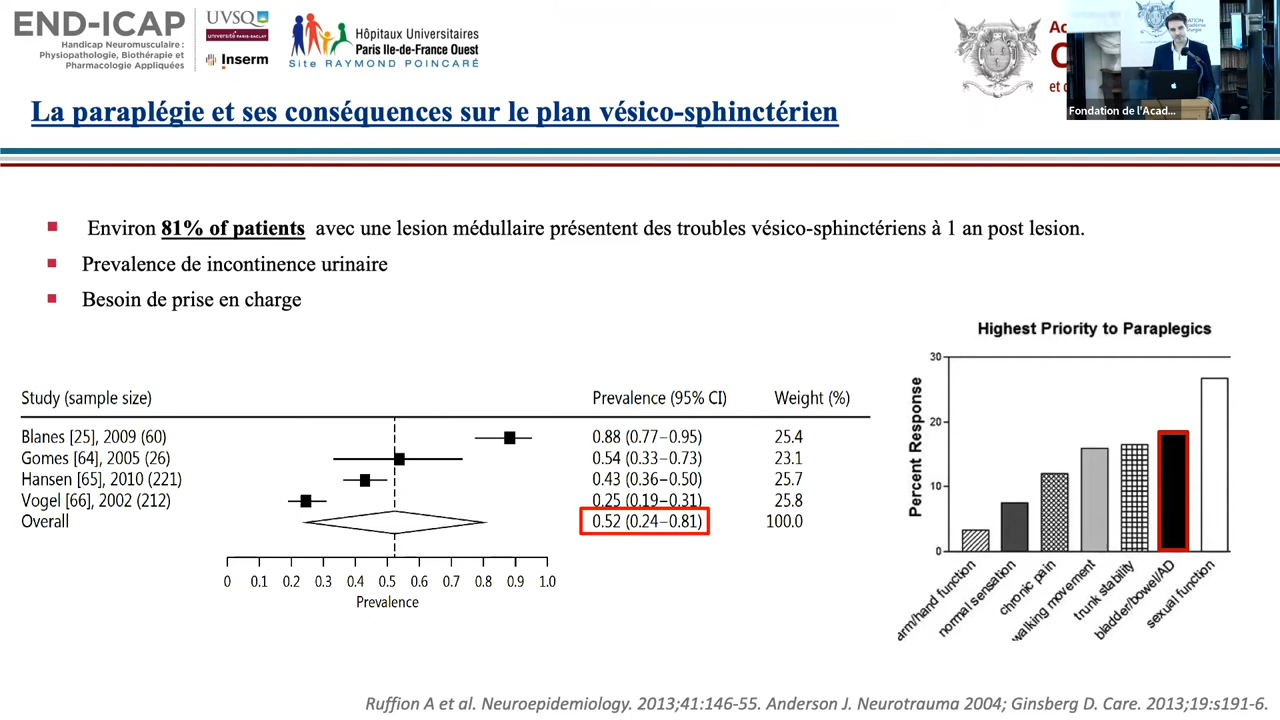 END-ICAP
Handicap Neuromusculaire :
Physiopathologie, Biothérapie et
Pharmacologie Appliquées
UVSQ
UNIVERSITÉ PARIS-SACLAY
Inserm
Hôpitaux Universitaires
Paris Ile-de-France Ouest
Site RAYMOND POINCARÉ
Fondation de l'Acad...
La paraplégie et ses conséquences sur le plan vésico-sphinctérien
Environ 81% of patients avec une lesion médullaire présentent des troubles vésico-sphinctériens à 1 an post lesion.
Prevalence de incontinence urinaire
Besoin de prise en charge
Study (sample size) Prevalence (95% CI) Weight (%)
Blanes [25], 2009 (60) 0.88 (0.77–0.95) 25.4
Gomes [64], 2005 (26) 0.54 (0.33–0.73) 23.1
Hansen [65], 2010 (221) 0.43 (0.36–0.50) 25.7
Vogel [66], 2002 (212) 0.25 (0.19–0.31) 25.8
Overall 0.52 (0.24–0.81) 100.0
0 0.1 0.2 0.3 0.4 0.5 0.6 0.7 0.8 0.9 1.0
Prevalence
Highest Priority to Paraplegics
Percent Response
30
20
10
0
arm/hand function
normal sensation
chronic pain
walking movement
trunk stability
bladder/bowel/AD
sexual function
Ruffion A et al. Neuroepidemiology. 2013;41:146-55. Anderson J. Neurotrauma 2004; Ginsberg D. Care. 2013;19:s191-6.